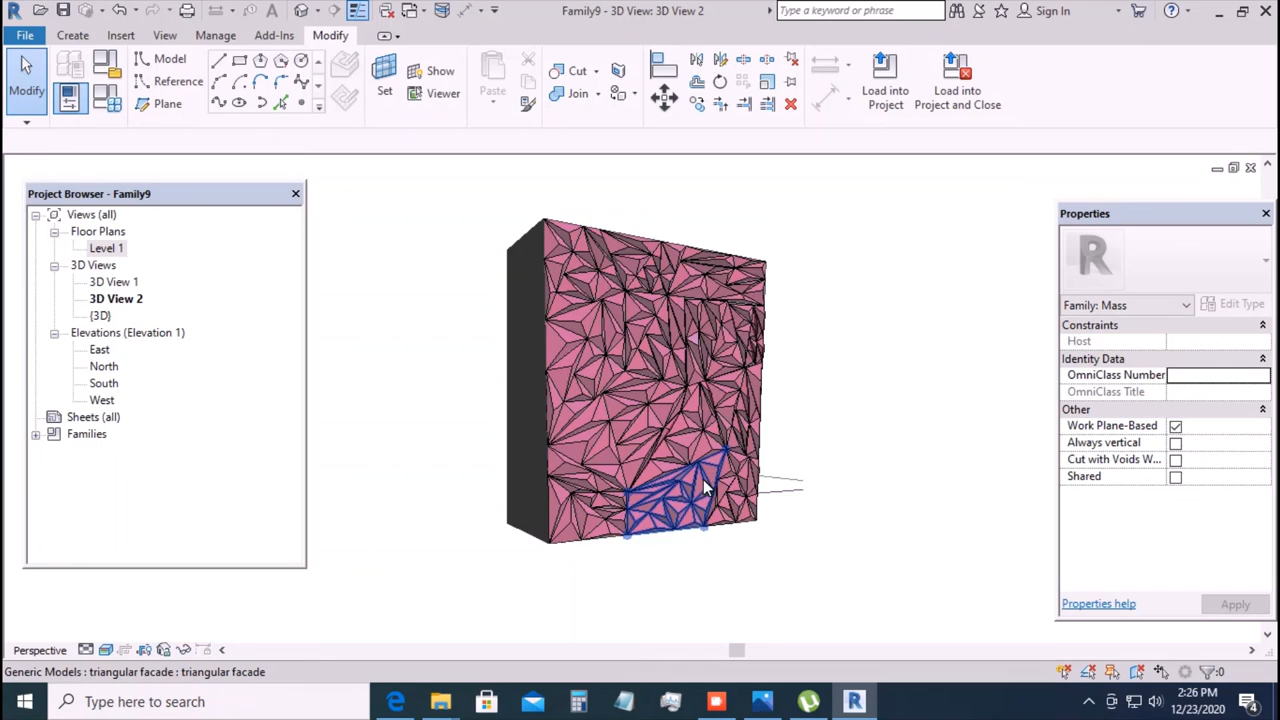 Family9 - 3D View: 3D View 2
Type a keyword or phrase
Sign In
File
Create
Insert
View
Manage
Add-Ins
Modify
Modify
Model
Reference
Plane
Set
Show
Viewer
Paste
Cut
Join
Load into
Project
Load into
Project and Close
Project Browser - Family9
Views (all)
Floor Plans
Level 1
3D Views
3D View 1
3D View 2
{3D}
Elevations (Elevation 1)
East
North
South
West
Sheets (all)
Families
Properties
R
Family: Mass
Edit Type
Constraints
Host
Identity Data
OmniClass Number
OmniClass Title
Other
Work Plane-Based
Always vertical
Cut with Voids W...
Shared
Properties help
Apply
Perspective
Generic Models : triangular facade : triangular facade
:0
Type here to search
2:26 PM
12/23/2020
4